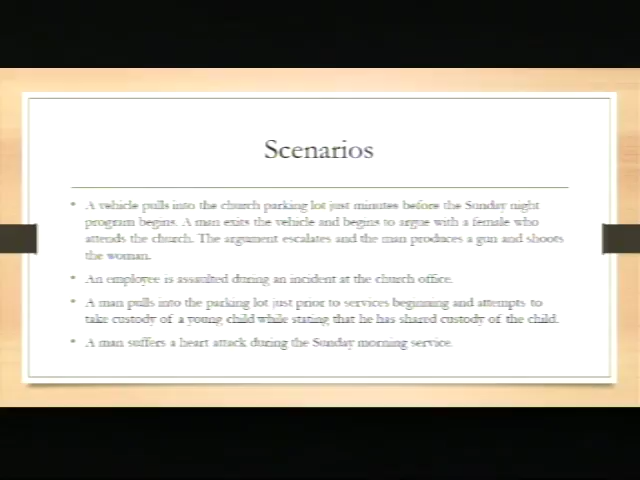 Scenarios
• A vehicle pulls into the church parking lot just minutes before the Sunday night
program begins. A man exits the vehicle and begins to argue with a female who
attends the church. The argument escalates and the man produces a gun and shoots
the woman.
• An employee is assaulted during an incident at the church office.
• A man pulls into the parking lot just prior to services beginning and attempts to
take custody of a young child while stating that he has shared custody of the child.
• A man suffers a heart attack during the Sunday morning service.